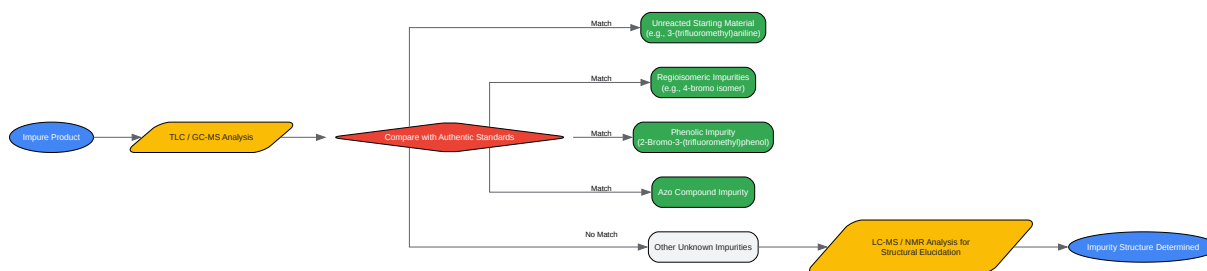 Match
Unreacted Starting Material
(e.g., 3-(trifluoromethyl)aniline)
Match
Regioisomeric Impurities
(e.g., 4-bromo isomer)
Impure Product
TLC / GC-MS Analysis
Compare with Authentic Standards
Match
Phenolic Impurity
(2-Bromo-3-(trifluoromethyl)phenol)
Match
Azo Compound Impurity
No Match
Other Unknown Impurities
LC-MS / NMR Analysis for
Structural Elucidation
Impurity Structure Determined